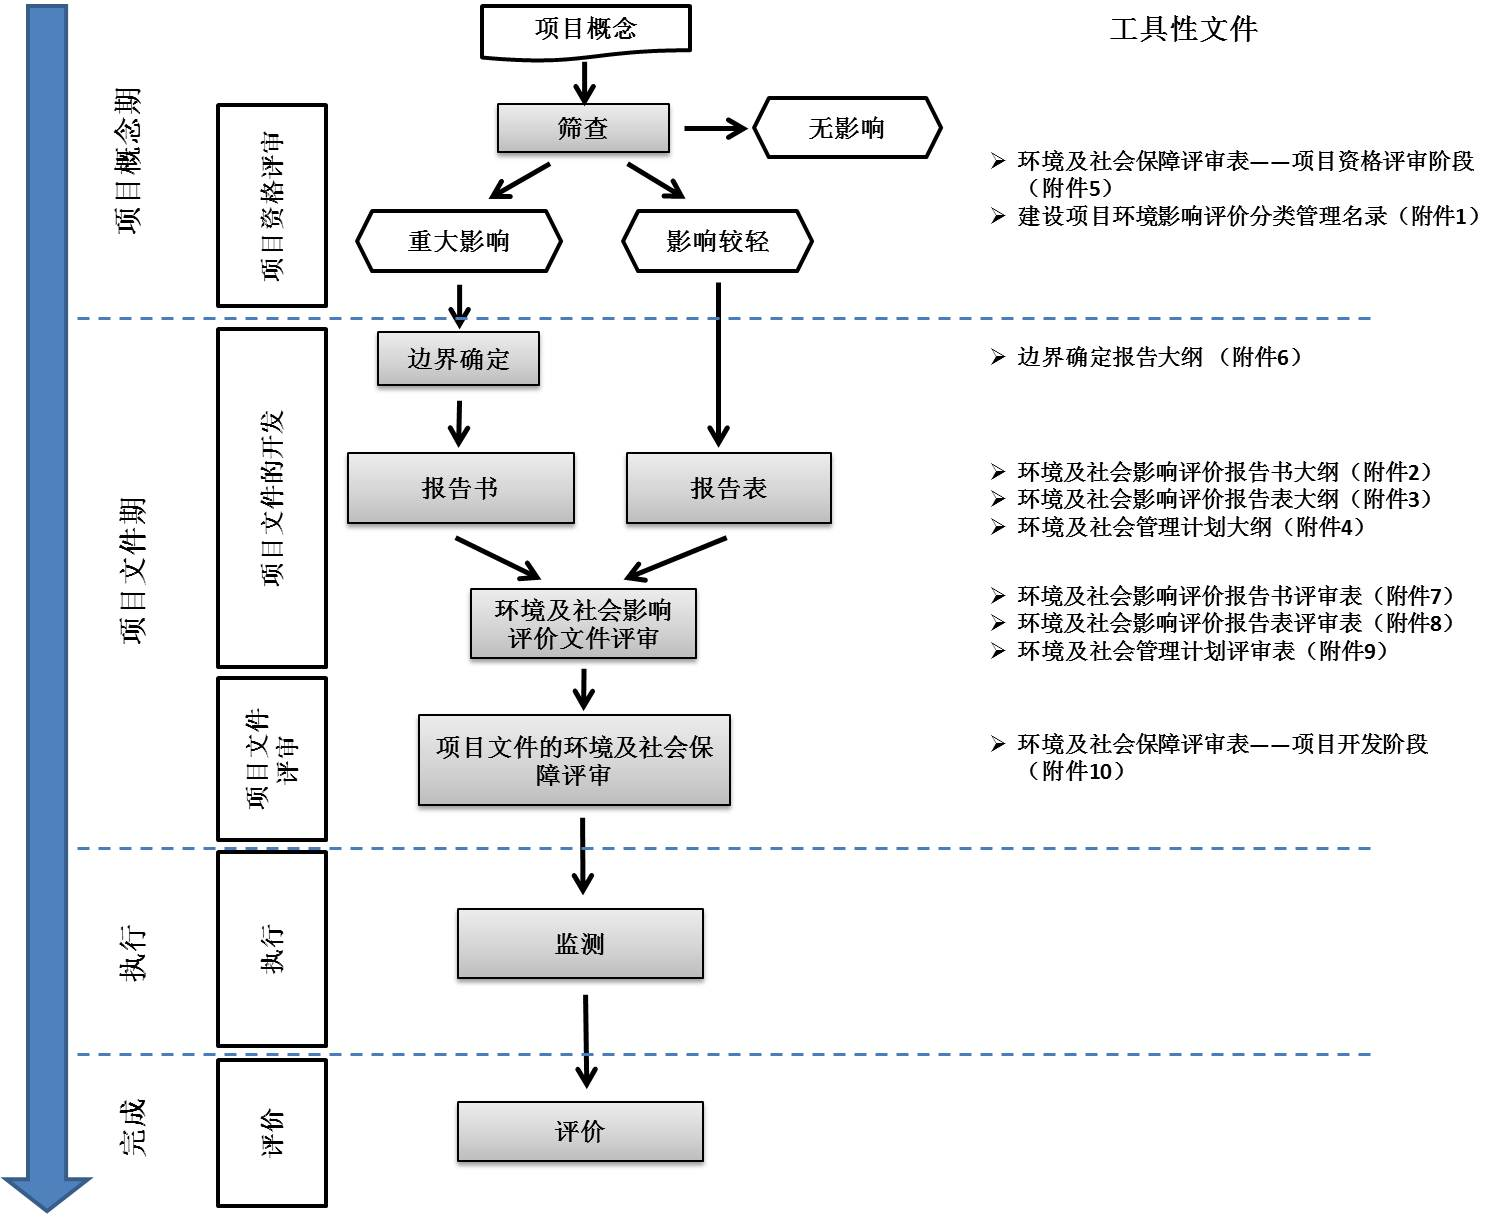 项目概念
工具性文件
项目概念期
项目资格评审
筛查
无影响
环境及社会保障评审表——项目资格评审阶段
（附件5）
建设项目环境影响评价分类管理名录（附件1）
重大影响
影响较轻
项目文件期
项目文件的开发
边界确定
边界确定报告大纲 （附件6）
报告书
报告表
环境及社会影响评价报告书大纲（附件2）
环境及社会影响评价报告表大纲（附件3）
环境及社会管理计划大纲（附件4）
环境及社会影响
评价文件评审
环境及社会影响评价报告书评审表（附件7）
环境及社会影响评价报告表评审表（附件8）
环境及社会管理计划评审表（附件9）
项目文件
评审
项目文件的环境及社会保
障评审
环境及社会保障评审表——项目开发阶段
（附件10）
执行
执行
监测
完成
评价
评价